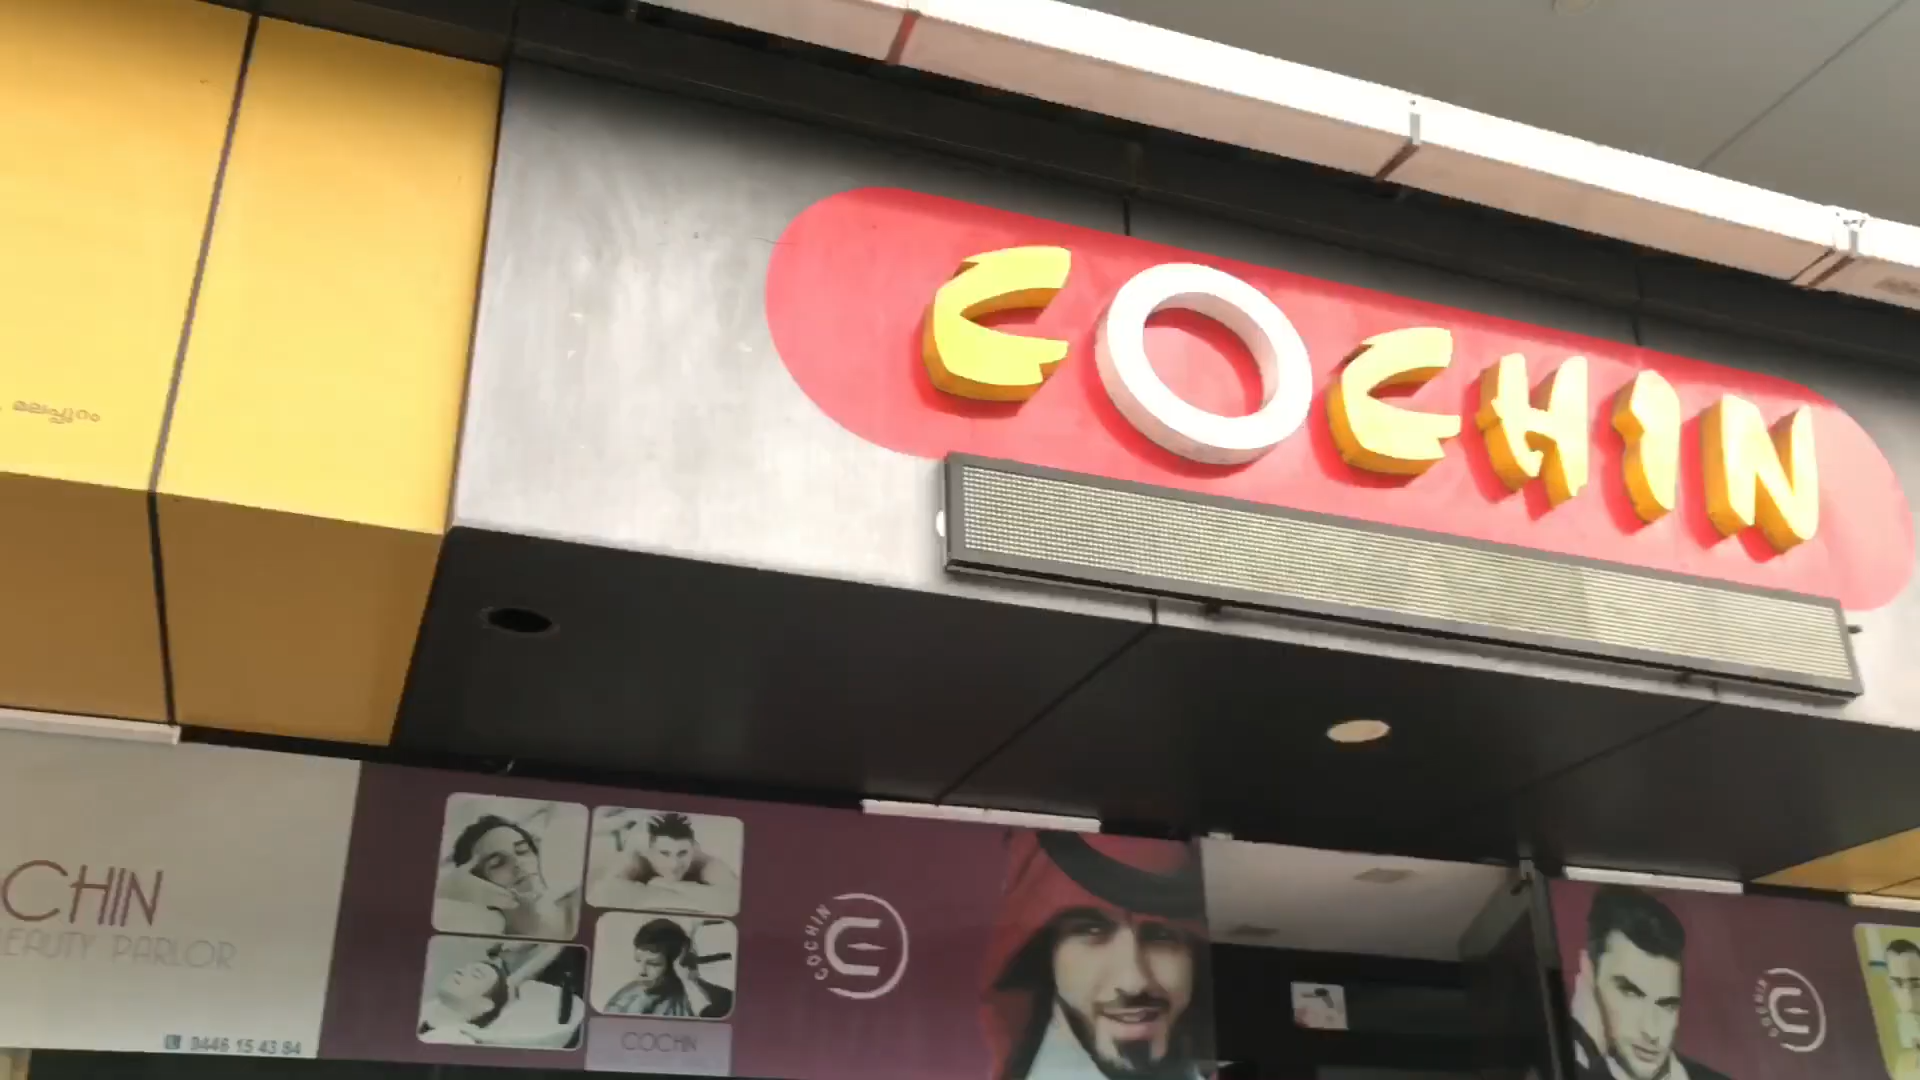 COCHIN
മലപ്പുറം
CHIN
BEAUTY PARLOR
9446 15 43 84
COCHIN
COCHIN
COCHIN